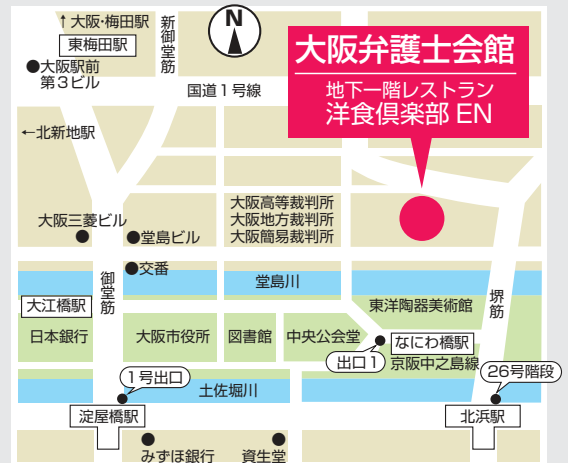 ↑大阪・梅田駅
東梅田駅
大阪駅前
第3ビル
新御堂筋
N
国道1号線
←北新地駅
大阪弁護士会館
地下一階レストラン
洋食倶楽部 EN
大阪高等裁判所
大阪地方裁判所
大阪簡易裁判所
大阪三菱ビル
堂島ビル
交番
御堂筋
堂島川
堺筋
大江橋駅
東洋陶器美術館
日本銀行
大阪市役所
図書館
中央公会堂
なにわ橋駅
出口1
京阪中之島線
1号出口
土佐堀川
26号階段
淀屋橋駅
北浜駅
みずほ銀行
資生堂